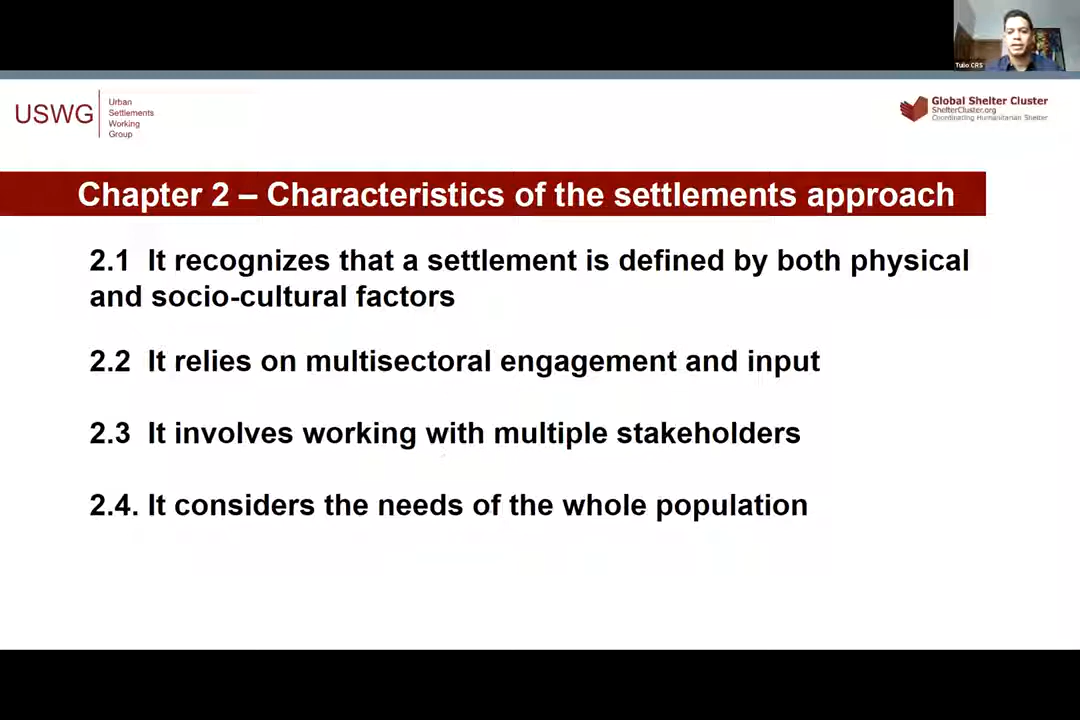 Tulio CRS
USWG
Urban
Settlements
Working
Group
Global Shelter Cluster
ShelterCluster.org
Coordinating Humanitarian Shelter
Chapter 2 – Characteristics of the settlements approach
2.1 It recognizes that a settlement is defined by both physical
and socio-cultural factors
2.2 It relies on multisectoral engagement and input
2.3 It involves working with multiple stakeholders
2.4. It considers the needs of the whole population